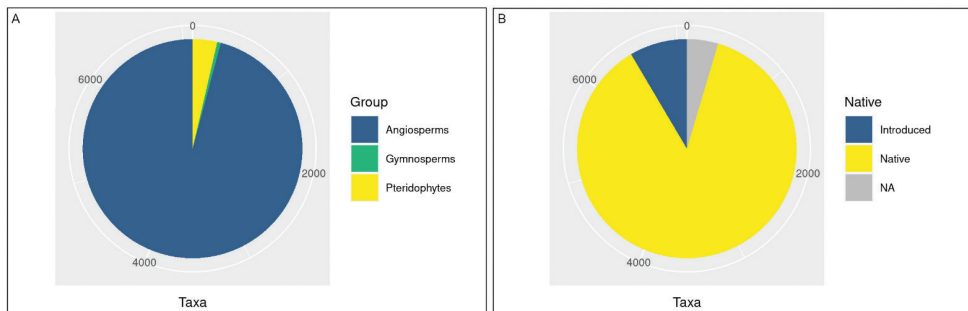 A
0
6000
2000
4000
Taxa
Group
Angiosperms
Gymnosperms
Pteridophytes
B
0
6000
2000
4000
Taxa
Native
Introduced
Native
NA